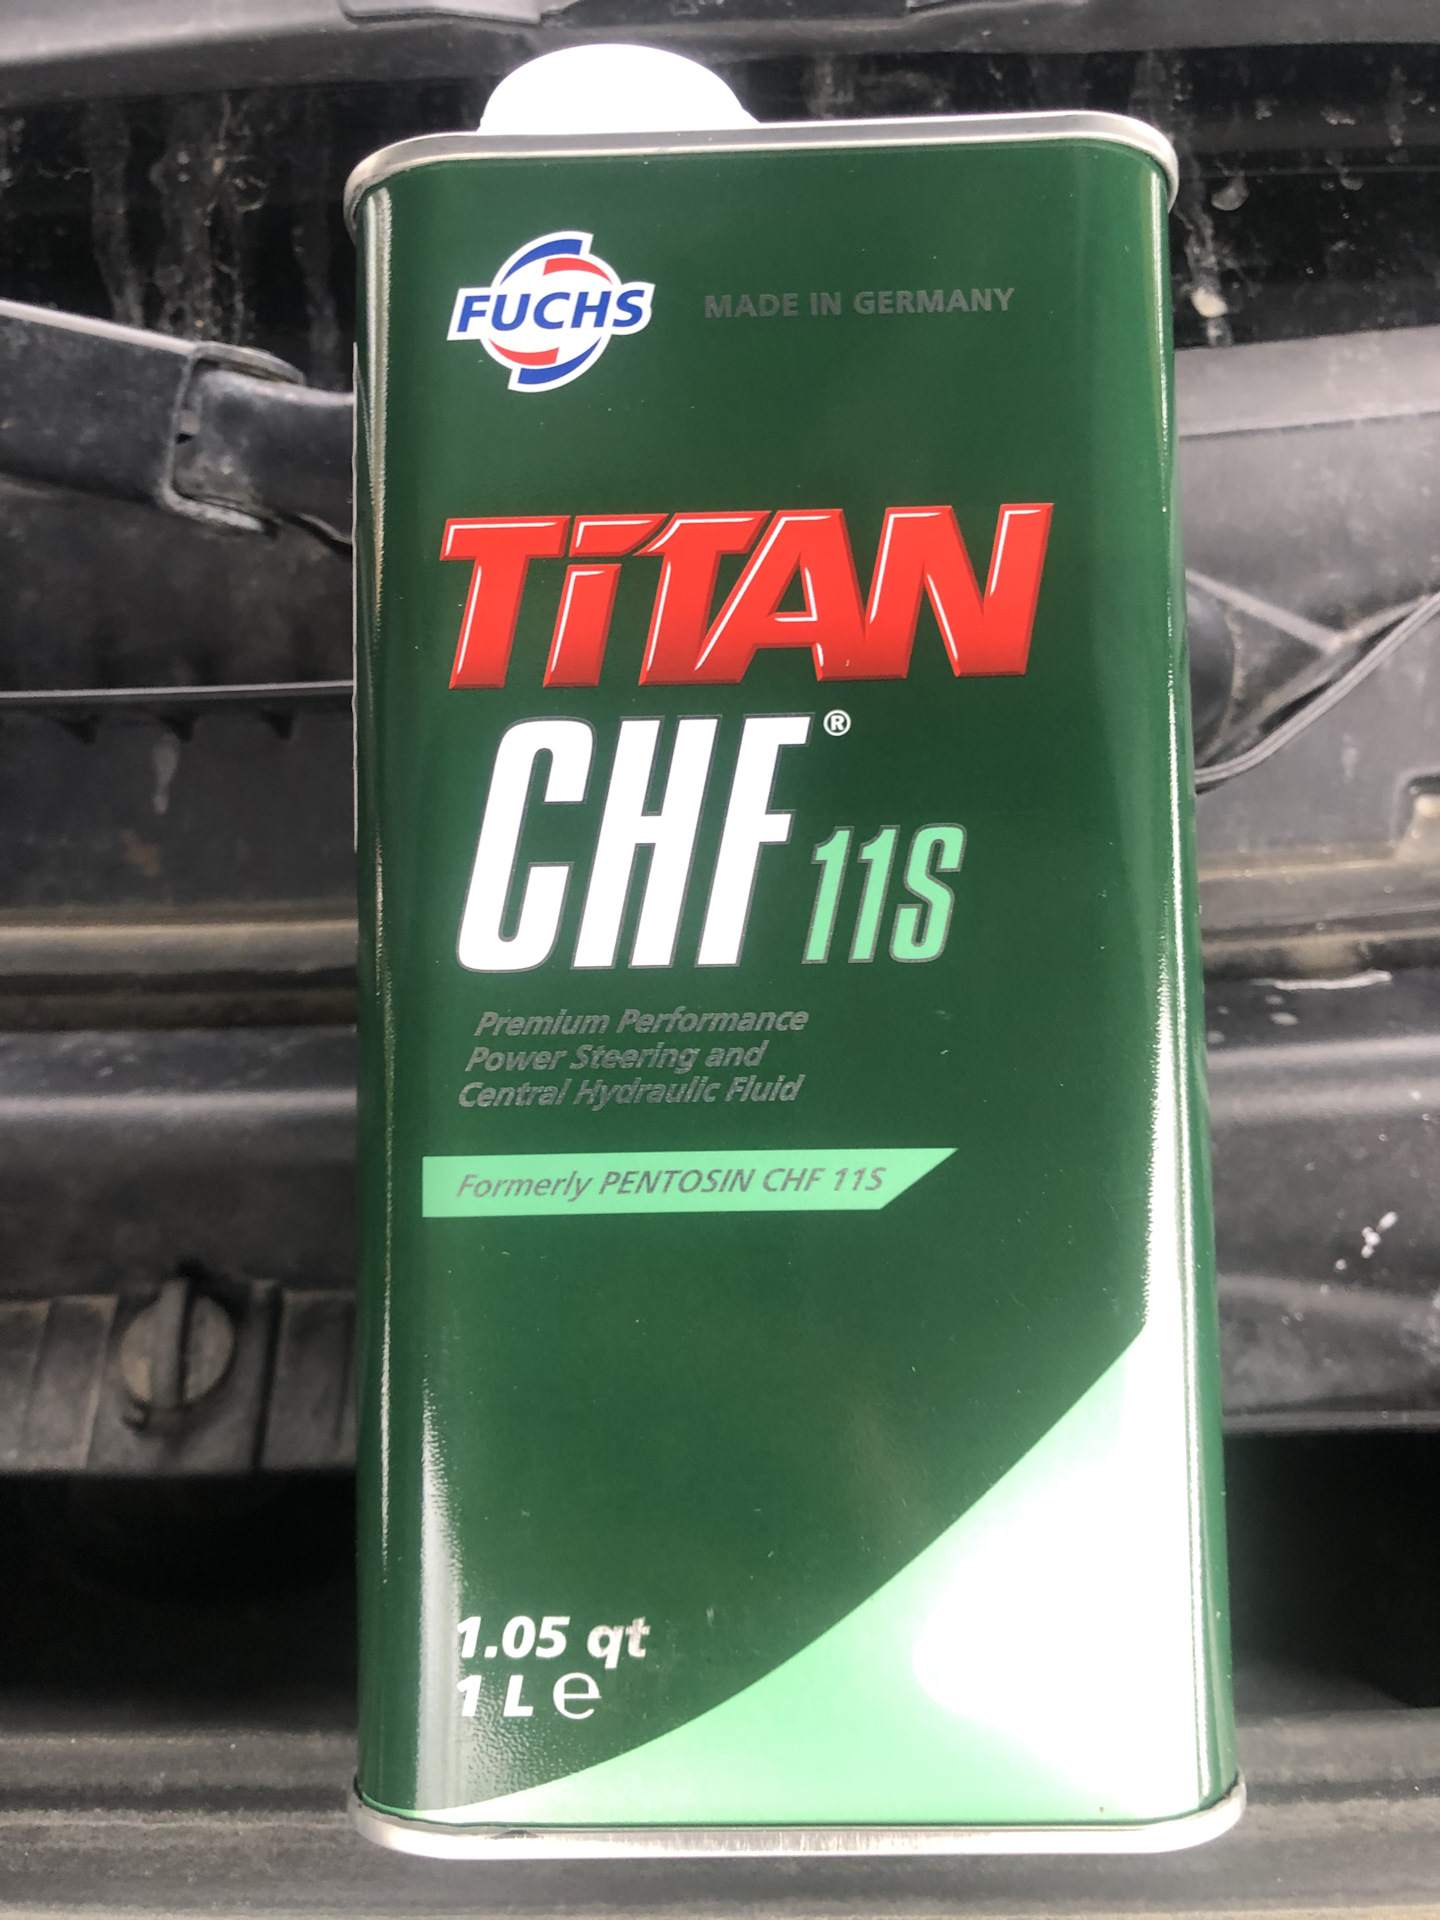 FUCHS
MADE IN GERMANY
TiTAN
CHF® 11S
Premium Performance
Power Steering and
Central Hydraulic Fluid
Formerly PENTOSIN CHF 11S
1.05 qt
1 L ℮